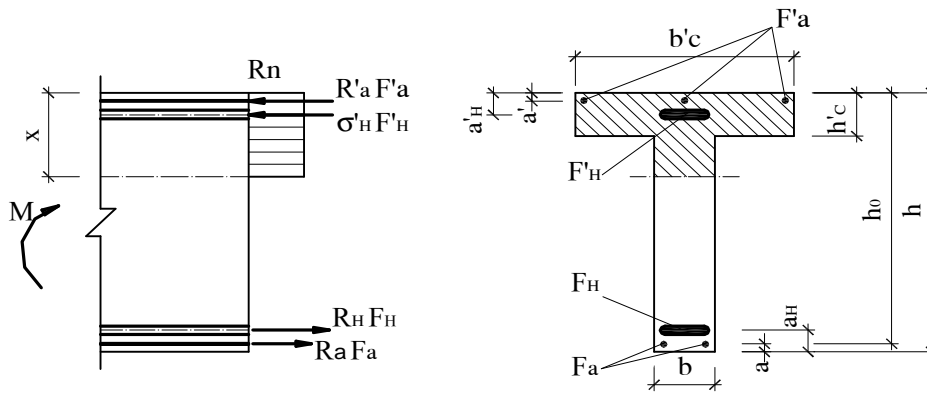 Rn
R'a F'a
σ'H F'H
x
M
RH FH
Ra Fa
F'a
b'c
a'H
a'
h'c
F'H
h0
h
FH
aH
Fa
b
a